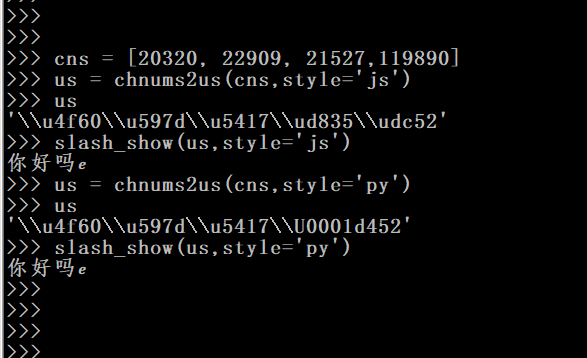 >>>
>>>
>>> cns = [20320, 22909, 21527,119890]
>>> us = chnums2us(cns,style='js')
>>> us
'\\u4f60\\u597d\\u5417\\ud835\\udc52'
>>> slash_show(us,style='js')
你好吗𝑒
>>> us = chnums2us(cns,style='py')
>>> us
'\\u4f60\\u597d\\u5417\\U0001d452'
>>> slash_show(us,style='py')
你好吗𝑒
>>>
>>>
>>>
>>>